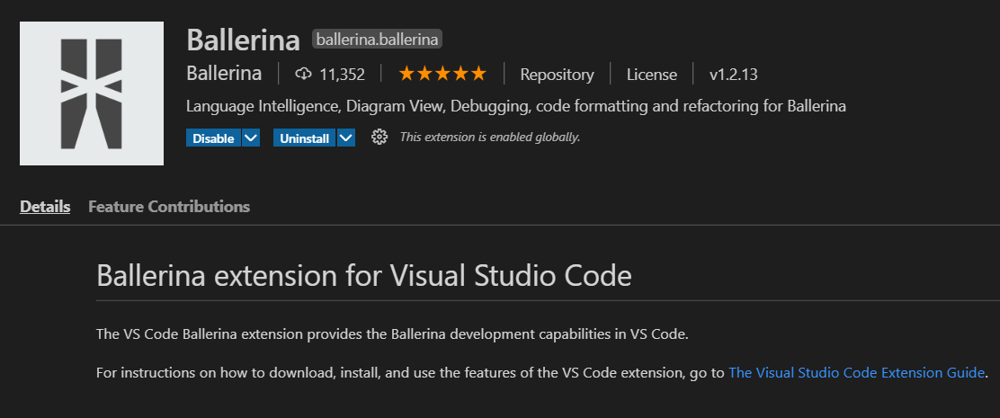 Ballerina ballerina.ballerina
Ballerina 11,352 Repository License v1.2.13
Language Intelligence, Diagram View, Debugging, code formatting and refactoring for Ballerina
Disable Uninstall This extension is enabled globally.
Details Feature Contributions
Ballerina extension for Visual Studio Code
The VS Code Ballerina extension provides the Ballerina development capabilities in VS Code.
For instructions on how to download, install, and use the features of the VS Code extension, go to The Visual Studio Code Extension Guide.